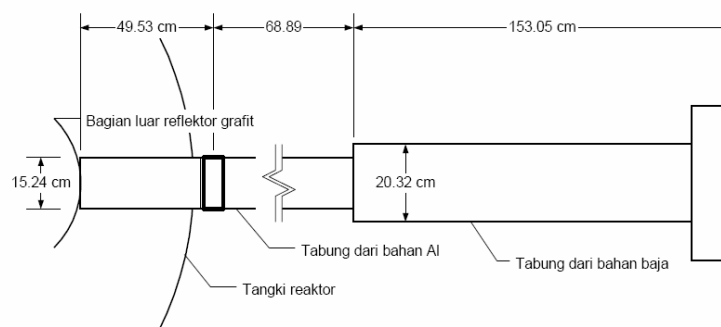 49.53 cm
68.89
153.05 cm
Bagian luar reflektor grafit
15.24 cm
20.32 cm
Tabung dari bahan Al
Tabung dari bahan baja
Tangki reaktor